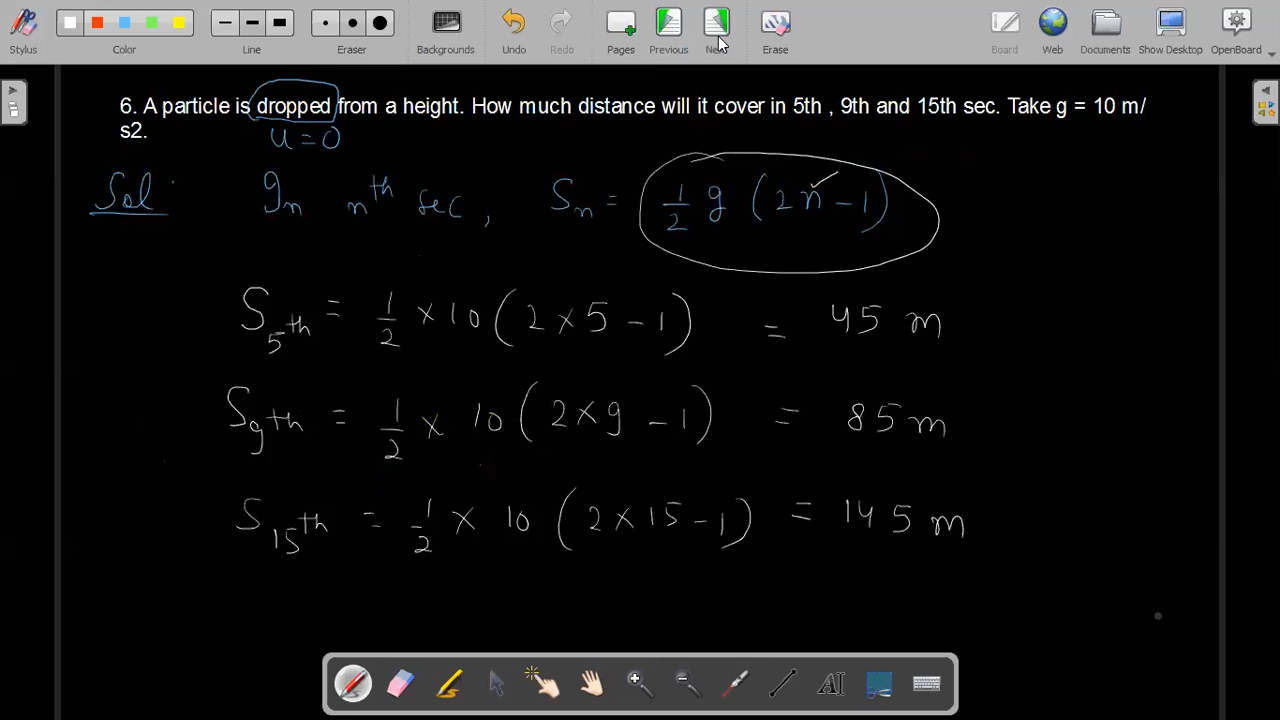 Stylus Color Line Eraser Backgrounds Undo Redo Pages Previous Next Erase Board Web Documents Show Desktop OpenBoard
6. A particle is dropped from a height. How much distance will it cover in 5th , 9th and 15th sec. Take g = 10 m/
s2.
u = 0
Sol In nth sec, Sn = 1/2 g (2n - 1)
S5th = 1/2 × 10 (2 × 5 - 1) = 45 m
S9th = 1/2 × 10 (2 × 9 - 1) = 85 m
S15th = 1/2 × 10 (2 × 15 - 1) = 145 m
AI